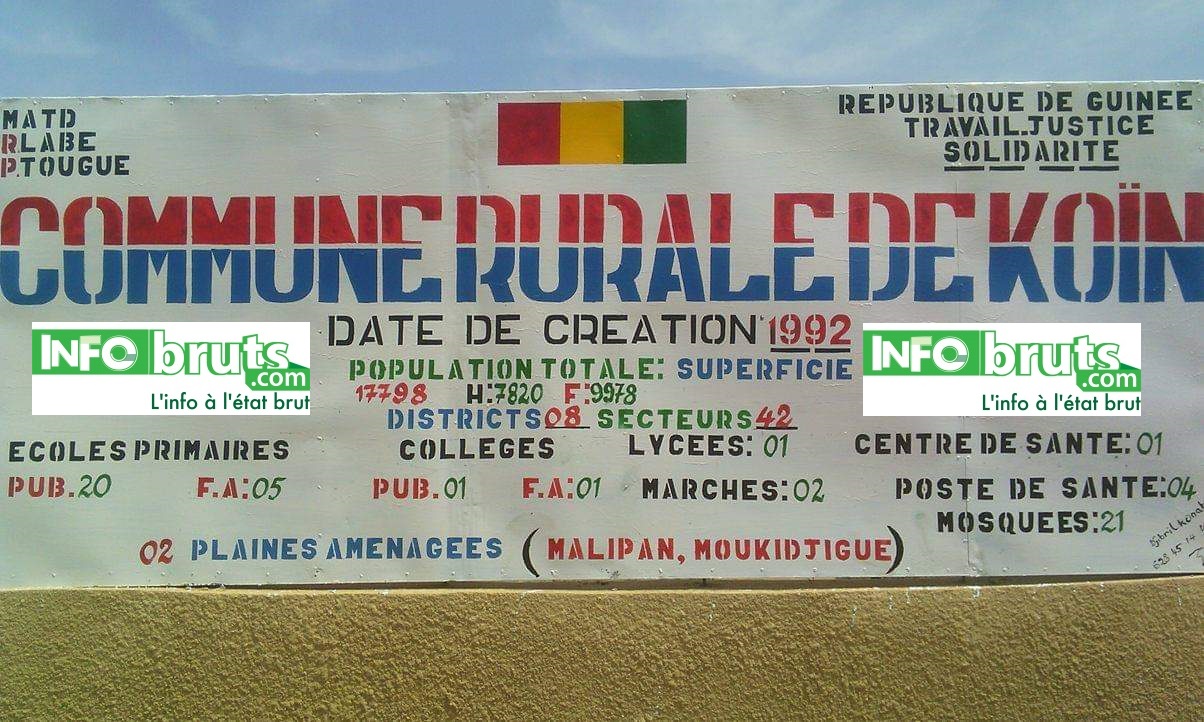 MATD
R.LABE
P.TOUGUE
REPUBLIQUE DE GUINEE
TRAVAIL-JUSTICE
SOLIDARITE
COMMUNE RURALE DE KOÏN
DATE DE CREATION 1992
INFO bruts.com
L'info à l'état brut
INFO bruts.com
L'info à l'état brut
POPULATION TOTALE: SUPERFICIE
17798 H:7820 F:9978
DISTRICTS 08 SECTEURS 42
ECOLES PRIMAIRES COLLEGES LYCEES: 01 CENTRE DE SANTE: 01
PUB. 20 F.A: 05 PUB. 01 F.A: 01 MARCHES: 02 POSTE DE SANTE: 04
MOSQUEES: 21
02 PLAINES AMENAGEES (MALIPAN, MOUKIDJIGUE)